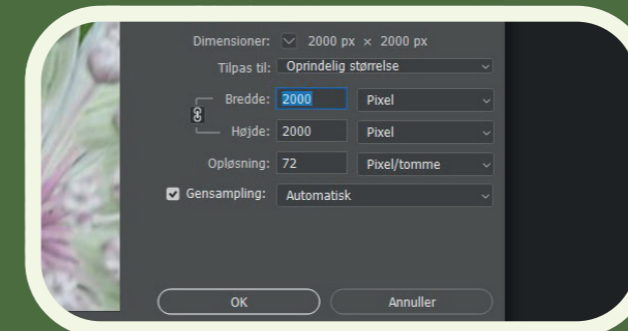 Dimensioner: 2000 px × 2000 px
Tilpas til: Oprindelig størrelse
Bredde: 2000 Pixel
Højde: 2000 Pixel
Opløsning: 72 Pixel/tomme
Gensampling: Automatisk
OK Annuller